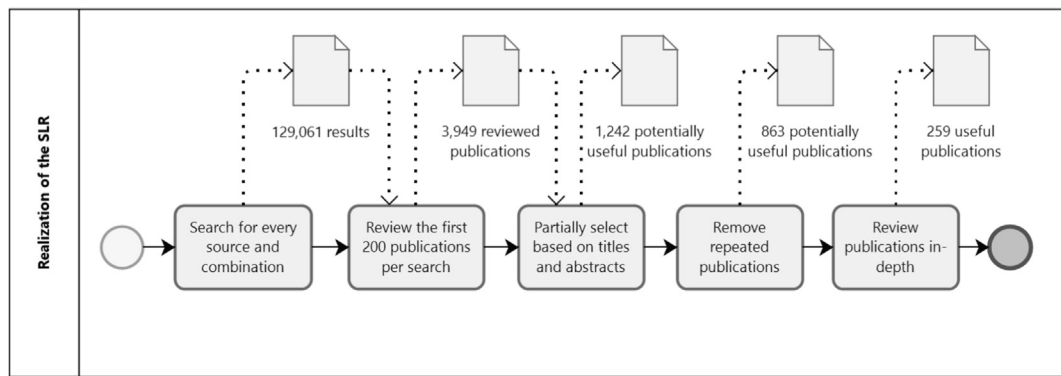 Realization of the SLR
129,061 results
3,949 reviewed
publications
1,242 potentially
useful publications
863 potentially
useful publications
259 useful
publications
Search for every
source and
combination
Review the first
200 publications
per search
Partially select
based on titles
and abstracts
Remove
repeated
publications
Review
publications in-
depth